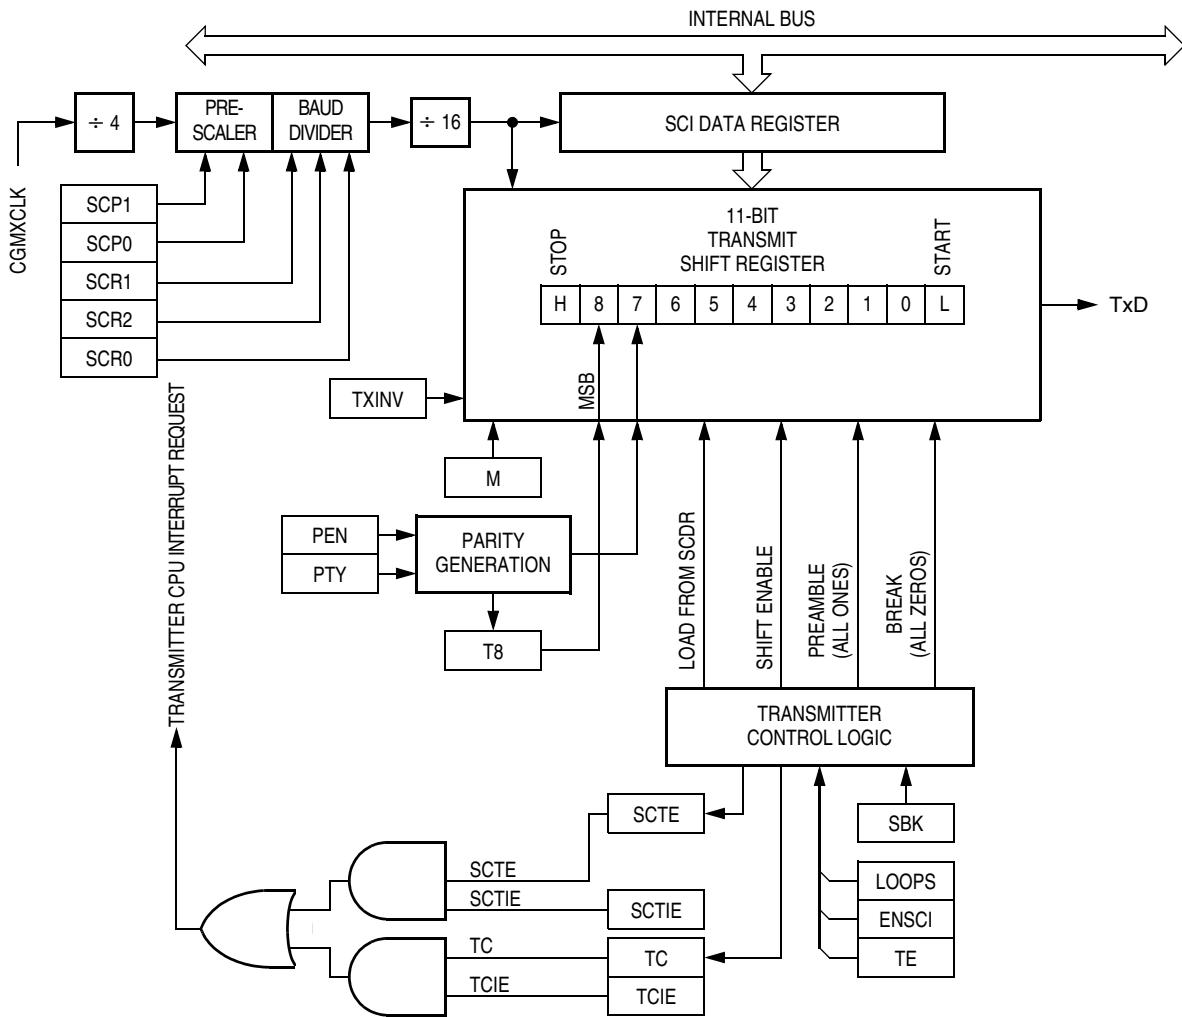 INTERNAL BUS
÷ 4
PRE-
SCALER
BAUD
DIVIDER
÷ 16
SCI DATA REGISTER
CGMXCLK
SCP1
SCP0
SCR1
SCR2
SCR0
11-BIT
TRANSMIT
SHIFT REGISTER
STOP
START
H 8 7 6 5 4 3 2 1 0 L
TxD
MSB
TXINV
M
PEN
PTY
PARITY
GENERATION
T8
TRANSMITTER CPU INTERRUPT REQUEST
LOAD FROM SCDR
SHIFT ENABLE
PREAMBLE
(ALL ONES)
BREAK
(ALL ZEROS)
TRANSMITTER
CONTROL LOGIC
SCTE
SBK
SCTE
SCTIE
SCTIE
LOOPS
ENSCI
TE
TC
TC
TCIE
TCIE